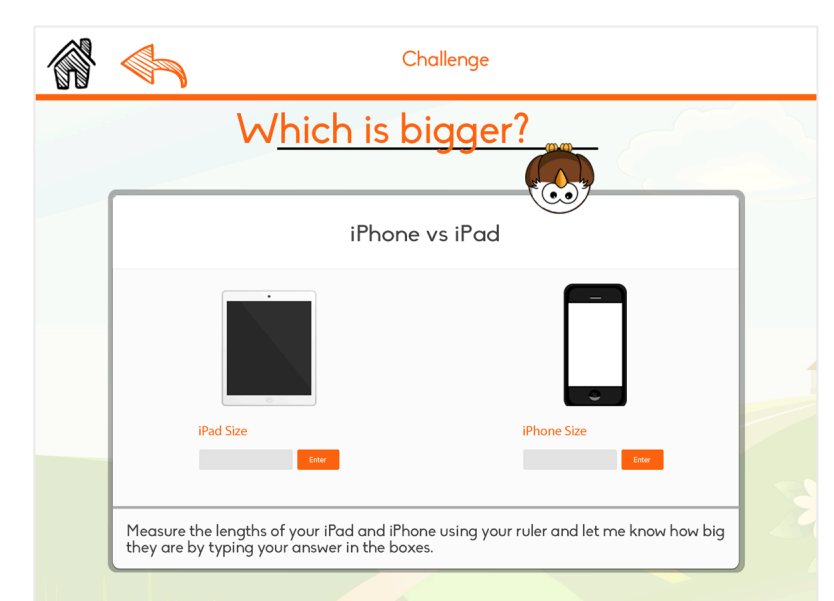 Challenge
Which is bigger?
iPhone vs iPad
iPad Size
iPhone Size
Enter
Enter
Measure the lengths of your iPad and iPhone using your ruler and let me know how big
they are by typing your answer in the boxes.